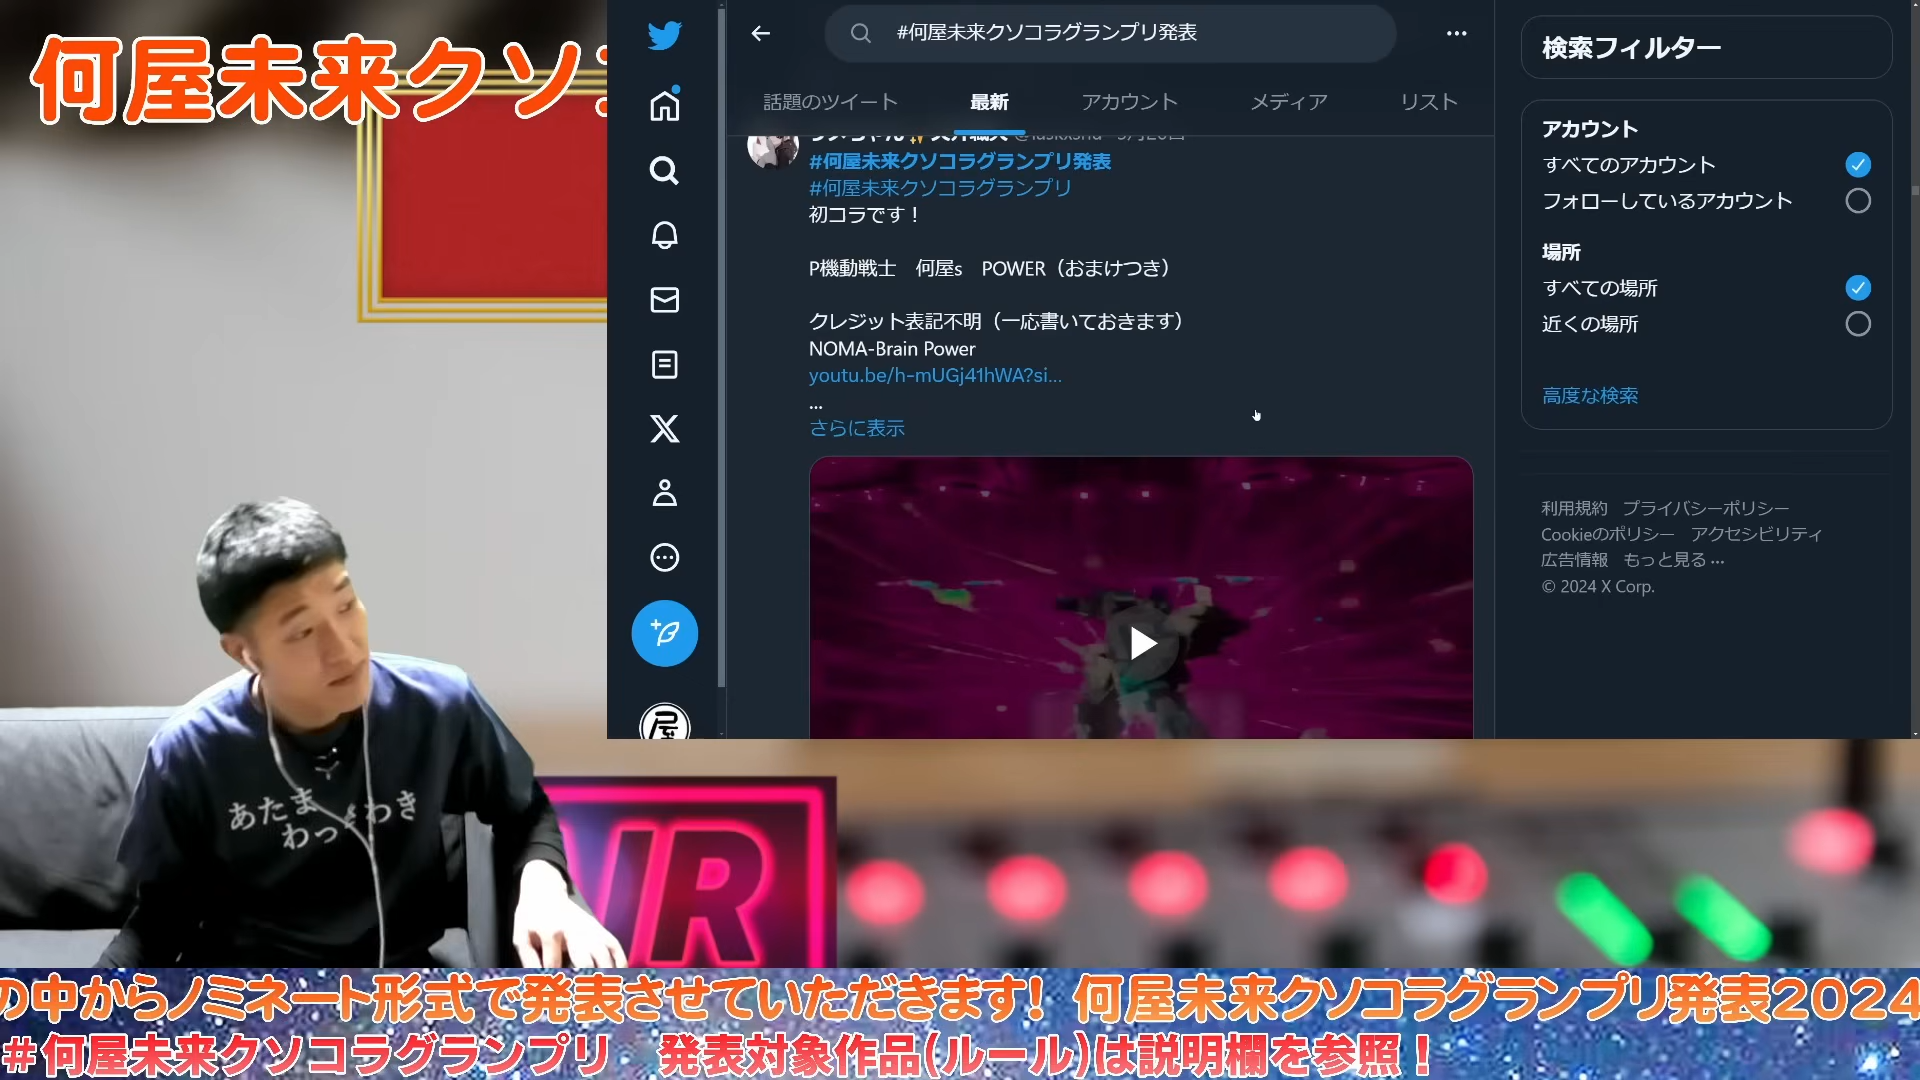 何屋未来クソ
#何屋未来クソコラグランプリ発表
話題のツイート
最新
アカウント
メディア
リスト
#何屋未来クソコラグランプリ発表
#何屋未来クソコラグランプリ
初コラです！
P機動戦士 何屋s POWER（おまけつき）
クレジット表記不明（一応書いておきます）
NOMA-Brain Power
youtu.be/h-mUGj41hWA?si…
…
さらに表示
検索フィルター
アカウント
すべてのアカウント
フォローしているアカウント
場所
すべての場所
近くの場所
高度な検索
利用規約 プライバシーポリシー
Cookieのポリシー アクセシビリティ
広告情報 もっと見る …
© 2024 X Corp.
屋
あたま
わっしょわき
IR
の中からノミネート形式で発表させていただきます! 何屋未来クソコラグランプリ発表2024
#何屋未来クソコラグランプリ 発表対象作品(ルール)は説明欄を参照！